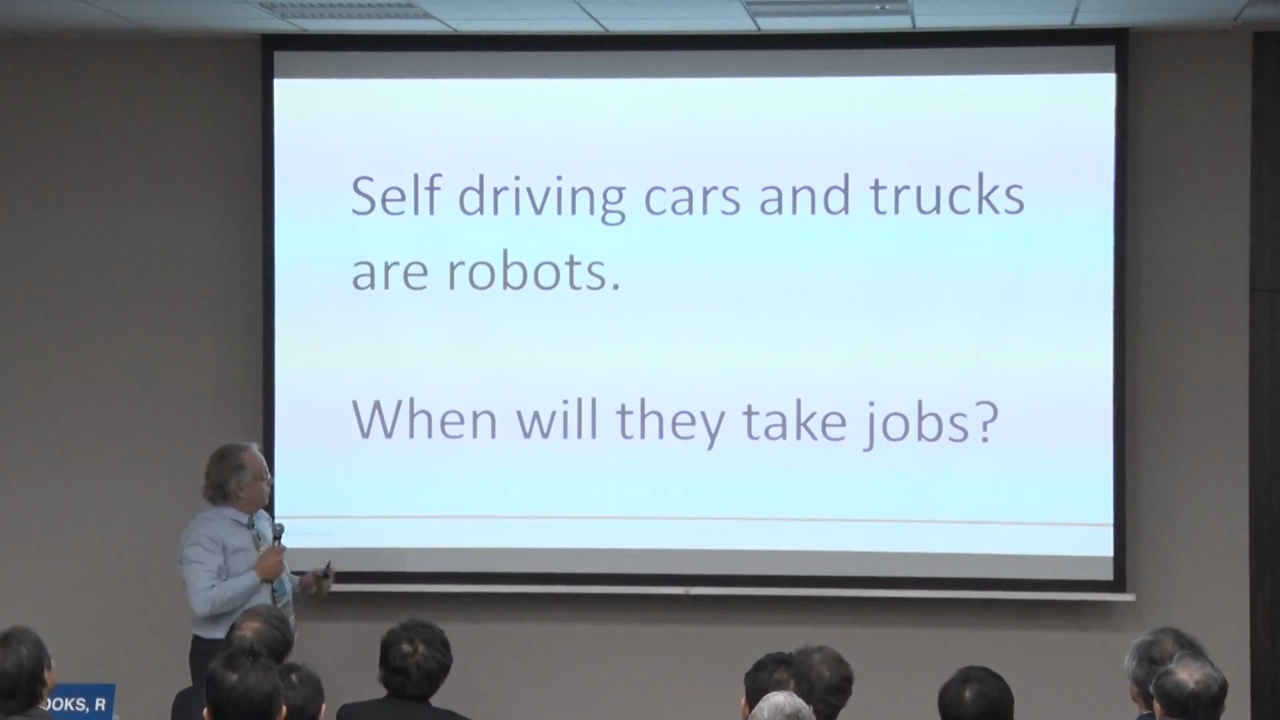 Self driving cars and trucks
are robots.
When will they take jobs?
OOKS, R